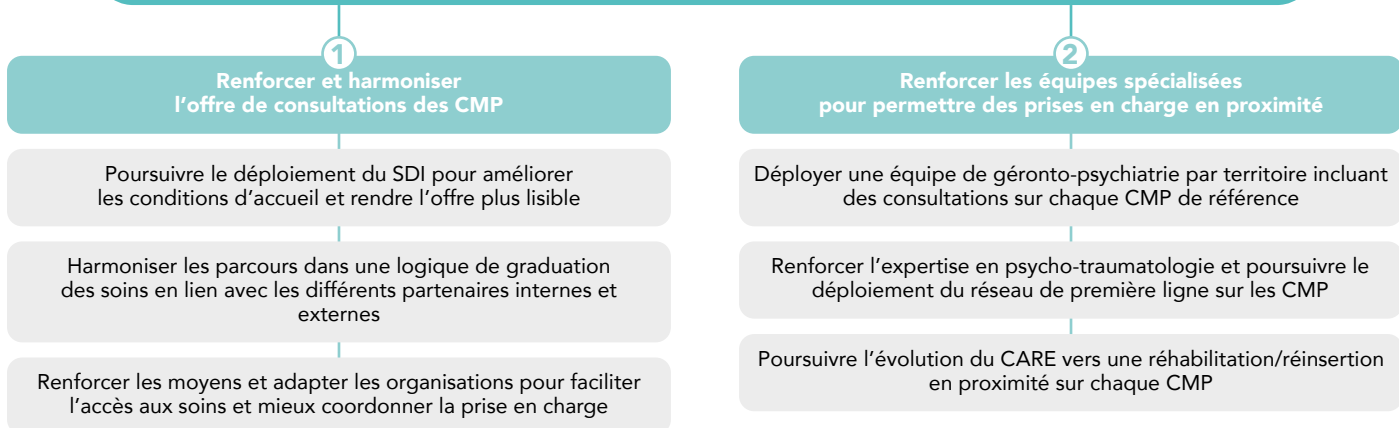 1
Renforcer et harmoniser
l'offre de consultations des CMP
Poursuivre le déploiement du SDI pour améliorer
les conditions d'accueil et rendre l'offre plus lisible
Harmoniser les parcours dans une logique de graduation
des soins en lien avec les différents partenaires internes et
externes
Renforcer les moyens et adapter les organisations pour faciliter
l'accès aux soins et mieux coordonner la prise en charge
2
Renforcer les équipes spécialisées
pour permettre des prises en charge en proximité
Déployer une équipe de géronto-psychiatrie par territoire incluant
des consultations sur chaque CMP de référence
Renforcer l'expertise en psycho-traumatologie et poursuivre le
déploiement du réseau de première ligne sur les CMP
Poursuivre l'évolution du CARE vers une réhabilitation/réinsertion
en proximité sur chaque CMP